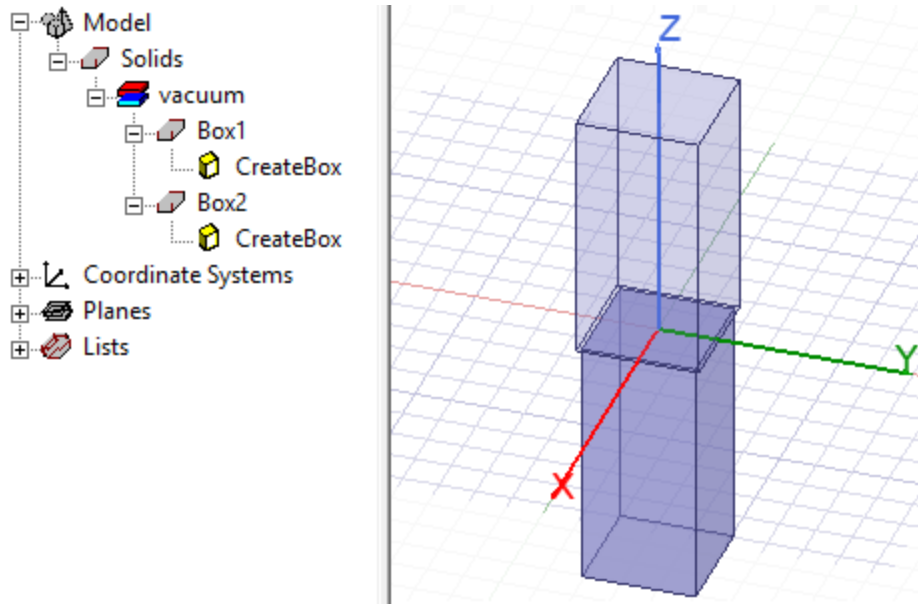 Model
Solids
vacuum
Box1
CreateBox
Box2
CreateBox
Coordinate Systems
Planes
Lists
Z
Y
X